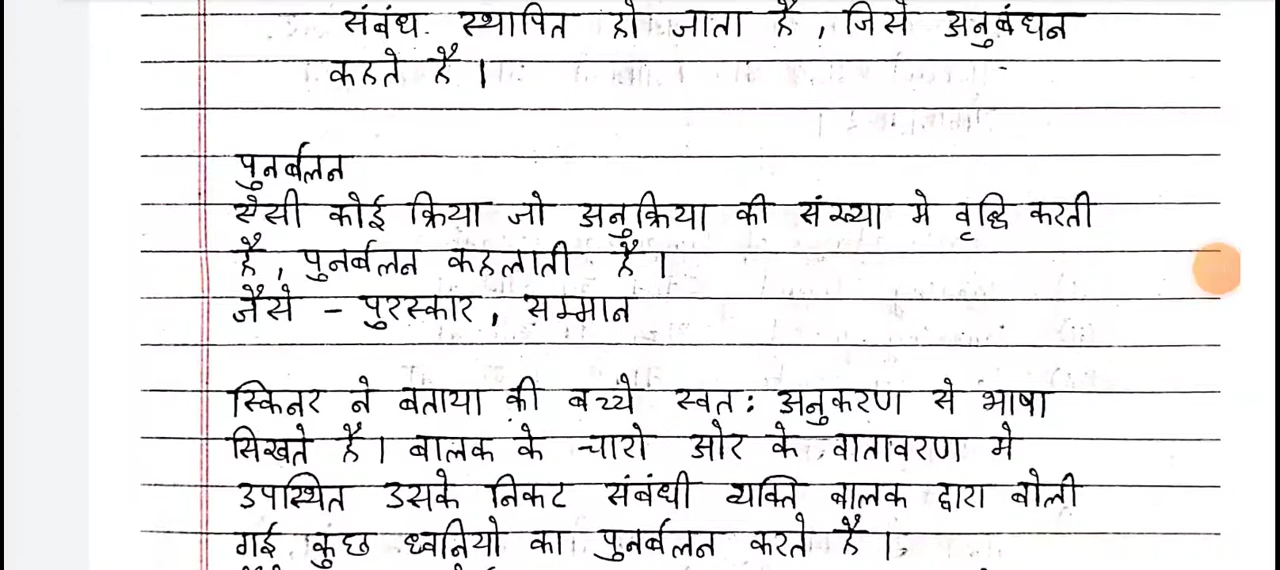 संबंध स्थापित हो जाता है, जिसे अनुबंधन
कहते है।
पुनर्बलन
ऐसी कोई क्रिया जो अनुक्रिया की संख्या मे वृद्धि करती
है, पुनर्बलन कहलाती है।
जैसे - पुरस्कार, सम्मान
स्किनर ने बताया की बच्चे स्वत: अनुकरण से भाषा
सिखते है। बालक के चारो ओर के वातावरण मे
उपस्थित उसके निकट संबंधी व्यक्ति बालक द्वारा बोली
गई कुछ ध्वनियो का पुनर्बलन करते है।